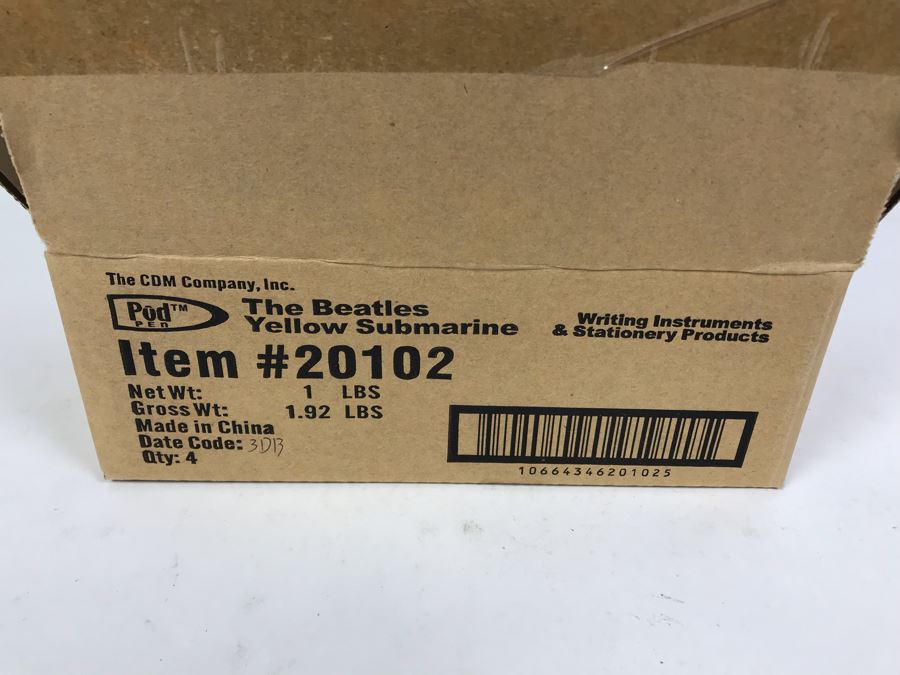 The CDM Company, Inc.
Pod™
PEN
The Beatles
Yellow Submarine
Writing Instruments
& Stationery Products
Item #20102
Net Wt: 1 LBS
Gross Wt: 1.92 LBS
Made in China
Date Code: 3DB
Qty: 4
10664346201025